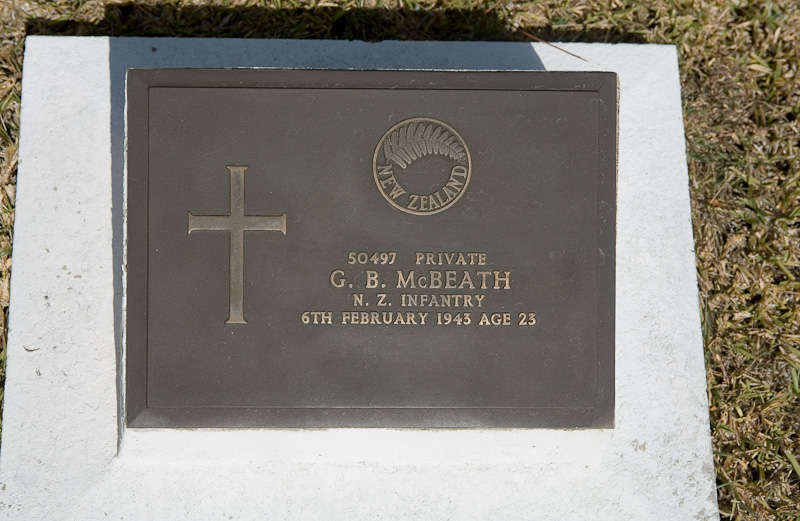 NEW ZEALAND
50497 PRIVATE
G. B. McBEATH
N. Z. INFANTRY
6TH FEBRUARY 1943 AGE 23